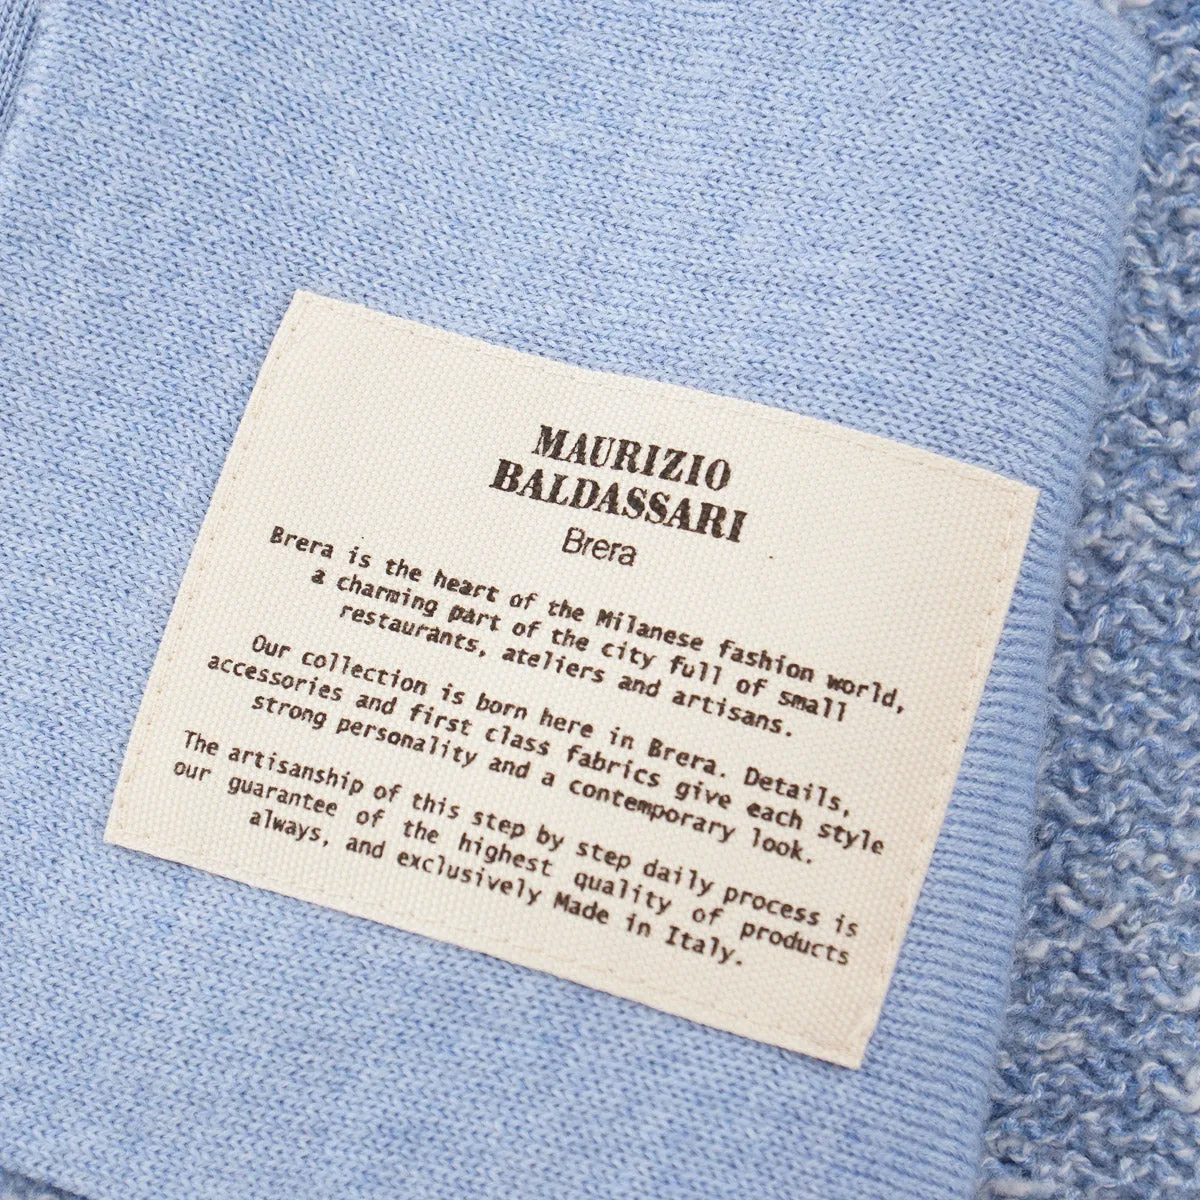 MAURIZIO
BALDASSARI
Brera
Brera is the heart of the Milanese fashion world,
a charming part of the city full of small
restaurants, ateliers and artisans.
Our collection is born here in Brera. Details,
accessories and first class fabrics give each style
strong personality and a contemporary look.
The artisanship of this step by step daily process is
our guarantee of the highest quality of products
always, and exclusively Made in Italy.